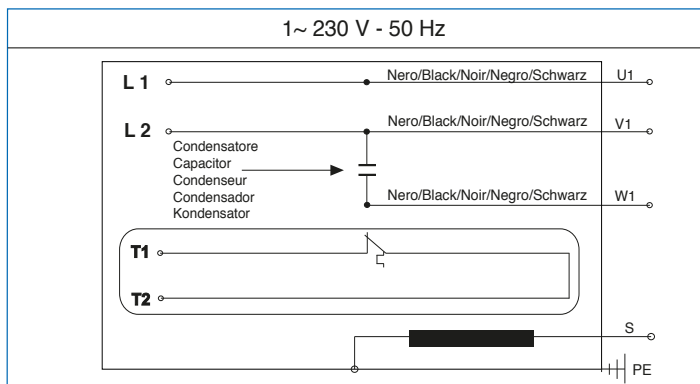 1~ 230 V - 50 Hz
L 1
Nero/Black/Noir/Negro/Schwarz
U1
L 2
Nero/Black/Noir/Negro/Schwarz
V1
Condensatore
Capacitor
Condenseur
Condensador
Kondensator
Nero/Black/Noir/Negro/Schwarz
W1
T1
T2
S
PE